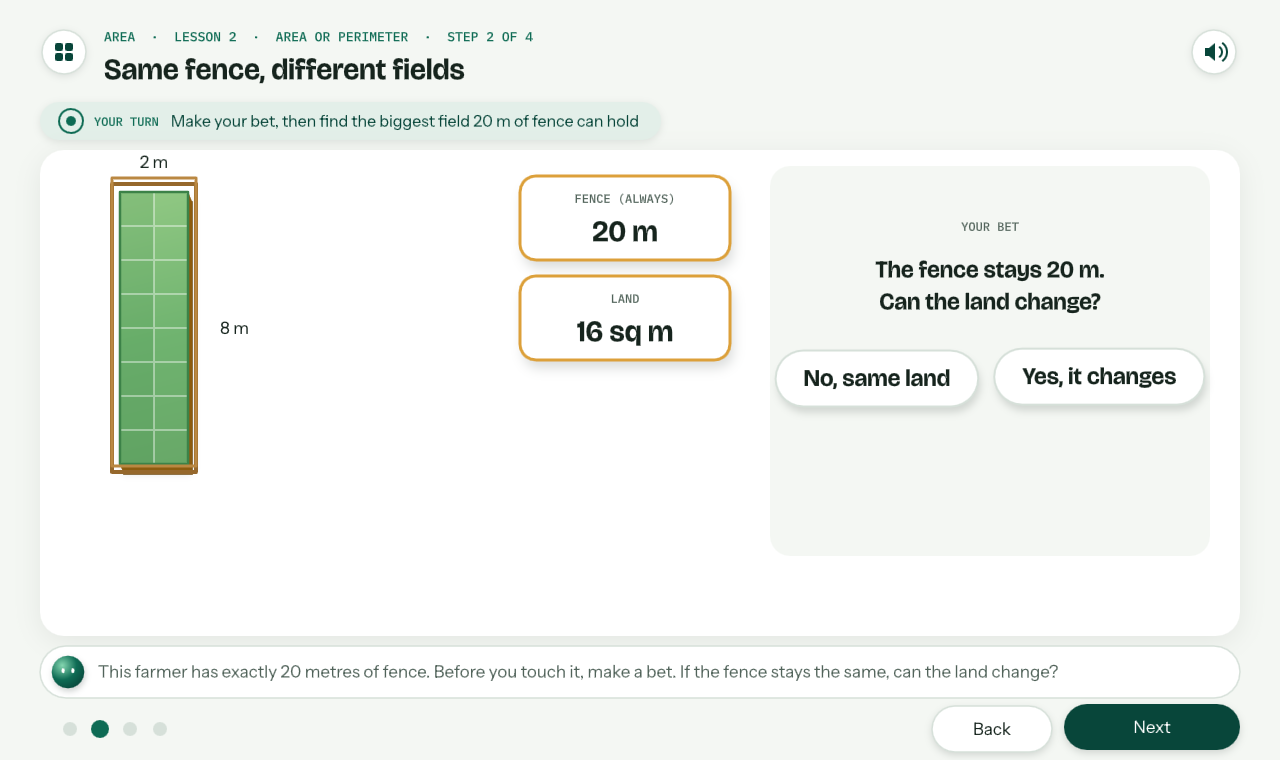 AREA · LESSON 2 · AREA OR PERIMETER · STEP 2 OF 4
Same fence, different fields
YOUR TURN Make your bet, then find the biggest field 20 m of fence can hold
2 m
8 m
FENCE (ALWAYS)
20 m
LAND
16 sq m
YOUR BET
The fence stays 20 m.
Can the land change?
No, same land
Yes, it changes
This farmer has exactly 20 metres of fence. Before you touch it, make a bet. If the fence stays the same, can the land change?
Back
Next